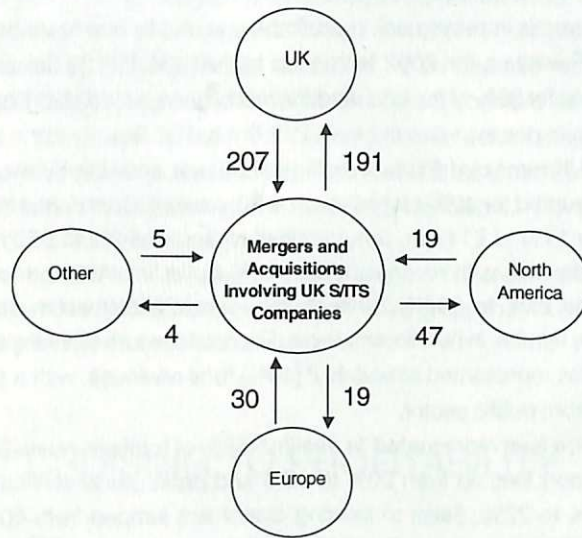 UK
207
191
5
Other
4
Mergers and
Acquisitions
Involving UK S/ITS
Companies
19
North
America
47
30
19
Europe